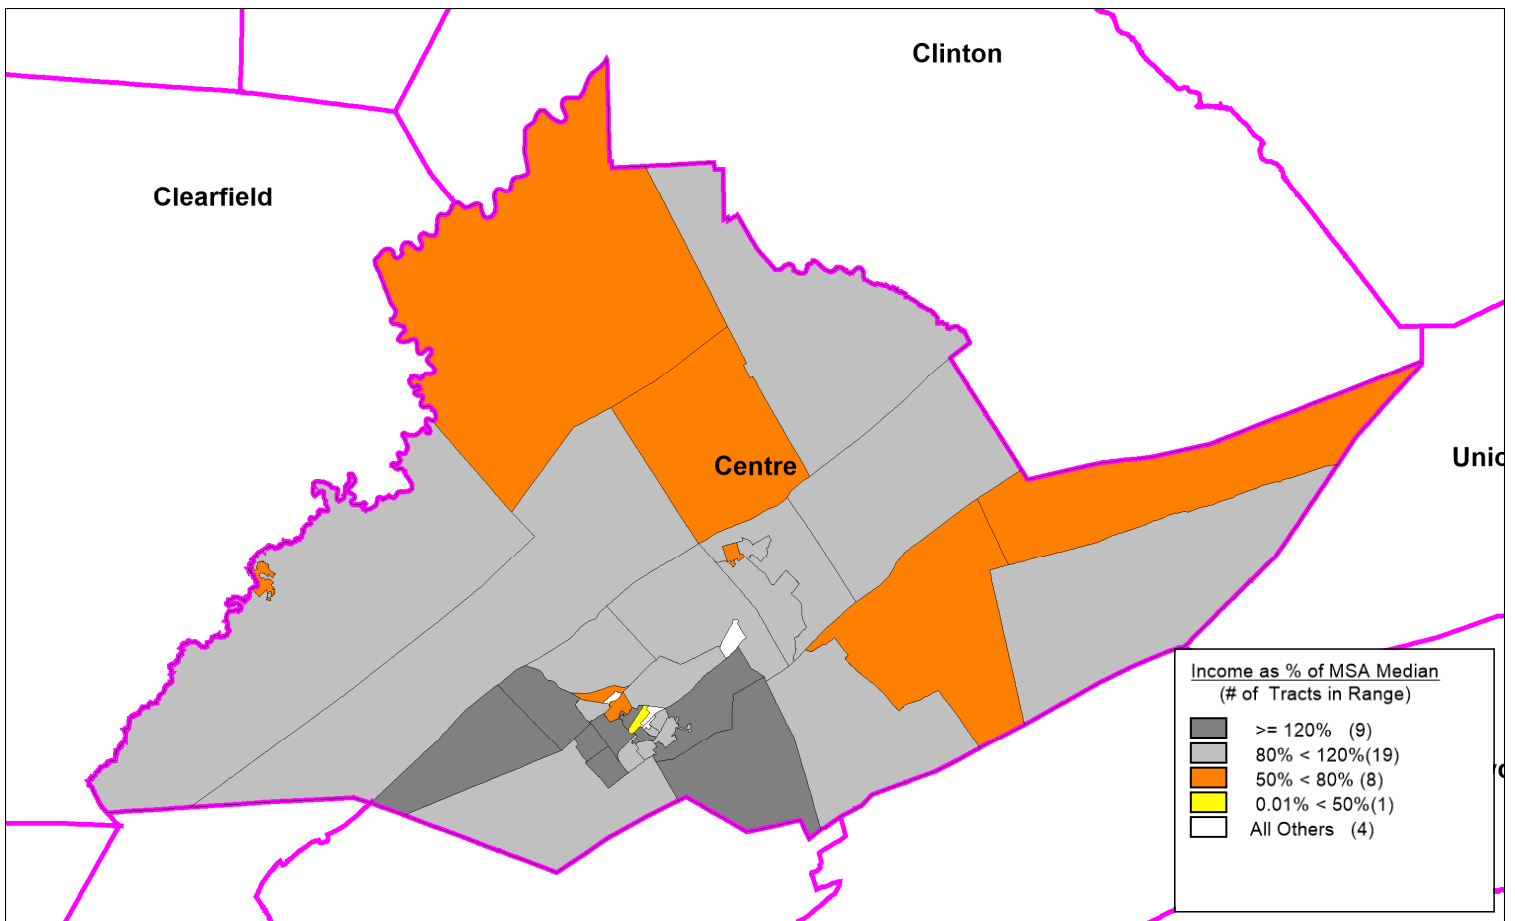 Clinton
Clearfield
Centre
Unio
Income as % of MSA Median
(# of Tracts in Range)
>= 120% (9)
80% < 120%(19)
50% < 80% (8)
0.01% < 50%(1)
All Others (4)